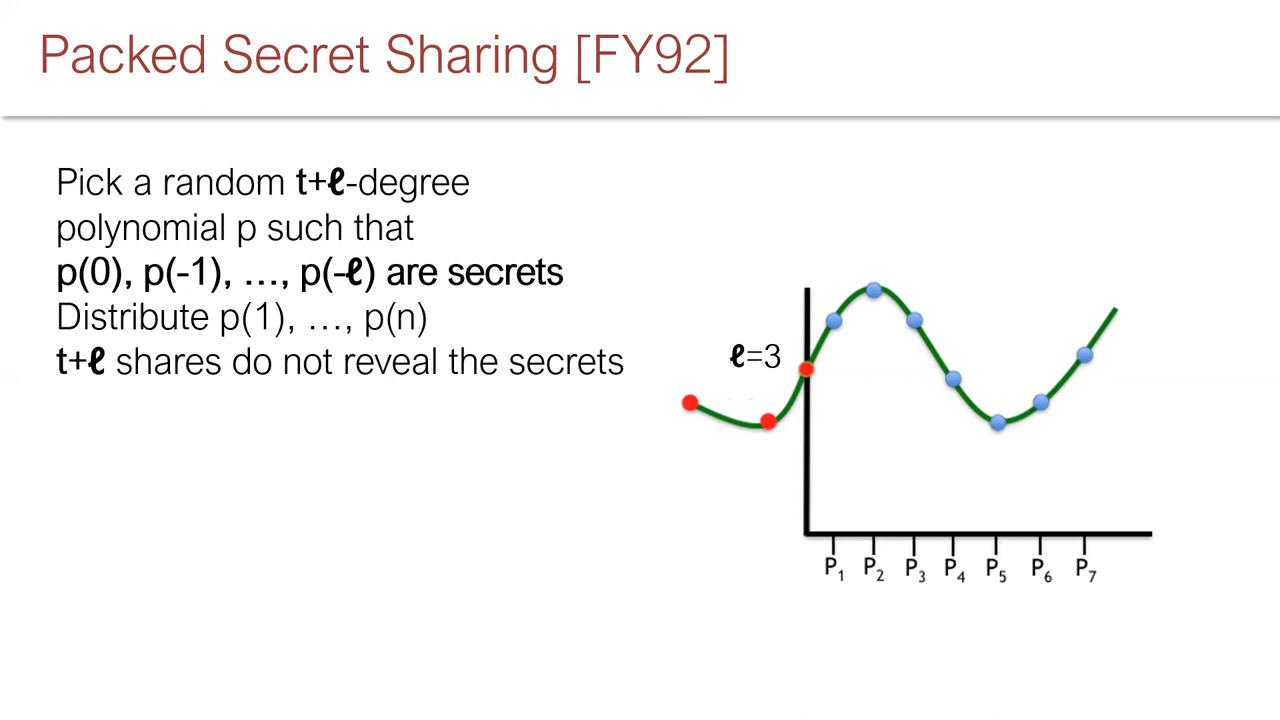 Packed Secret Sharing [FY92]
Pick a random t+ℓ-degree
polynomial p such that
p(0), p(-1), …, p(-ℓ) are secrets
Distribute p(1), …, p(n)
t+ℓ shares do not reveal the secrets
ℓ=3
P₁ P₂ P₃ P₄ P₅ P₆ P₇